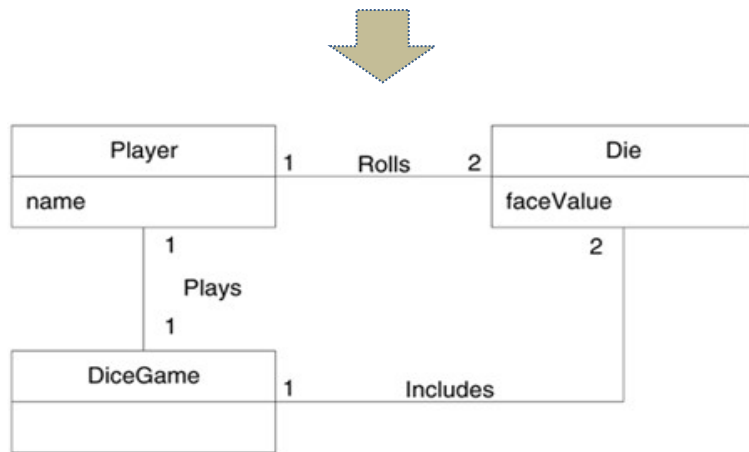 Player
1
Rolls
2
Die
name
faceValue
1
2
Plays
1
DiceGame
1
Includes